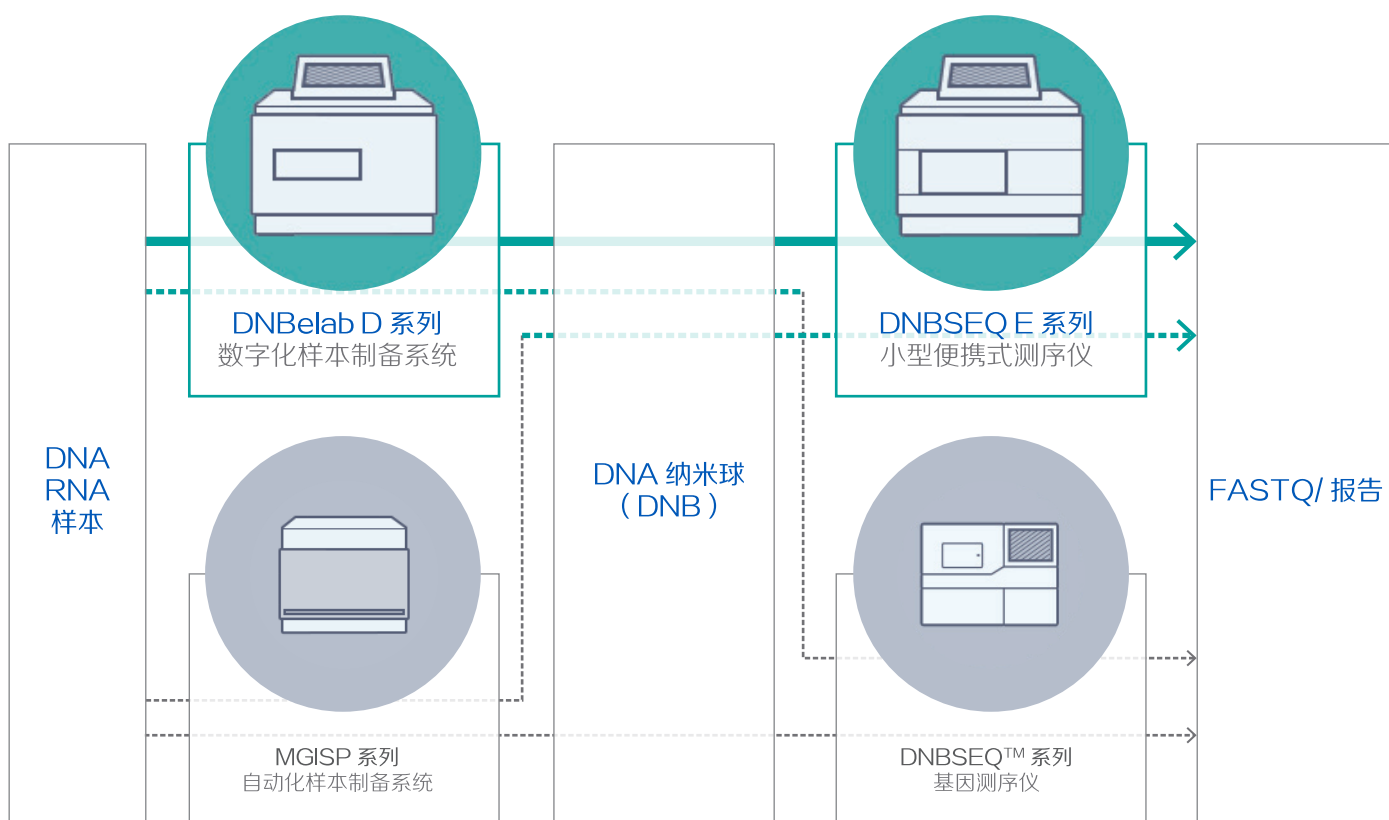 DNBelab D 系列
数字化样本制备系统
DNBSEQ E 系列
小型便携式测序仪
DNA
RNA
样本
DNA 纳米球
（ DNB ）
FASTQ/ 报告
MGISP 系列
自动化样本制备系统
DNBSEQ™ 系列
基因测序仪